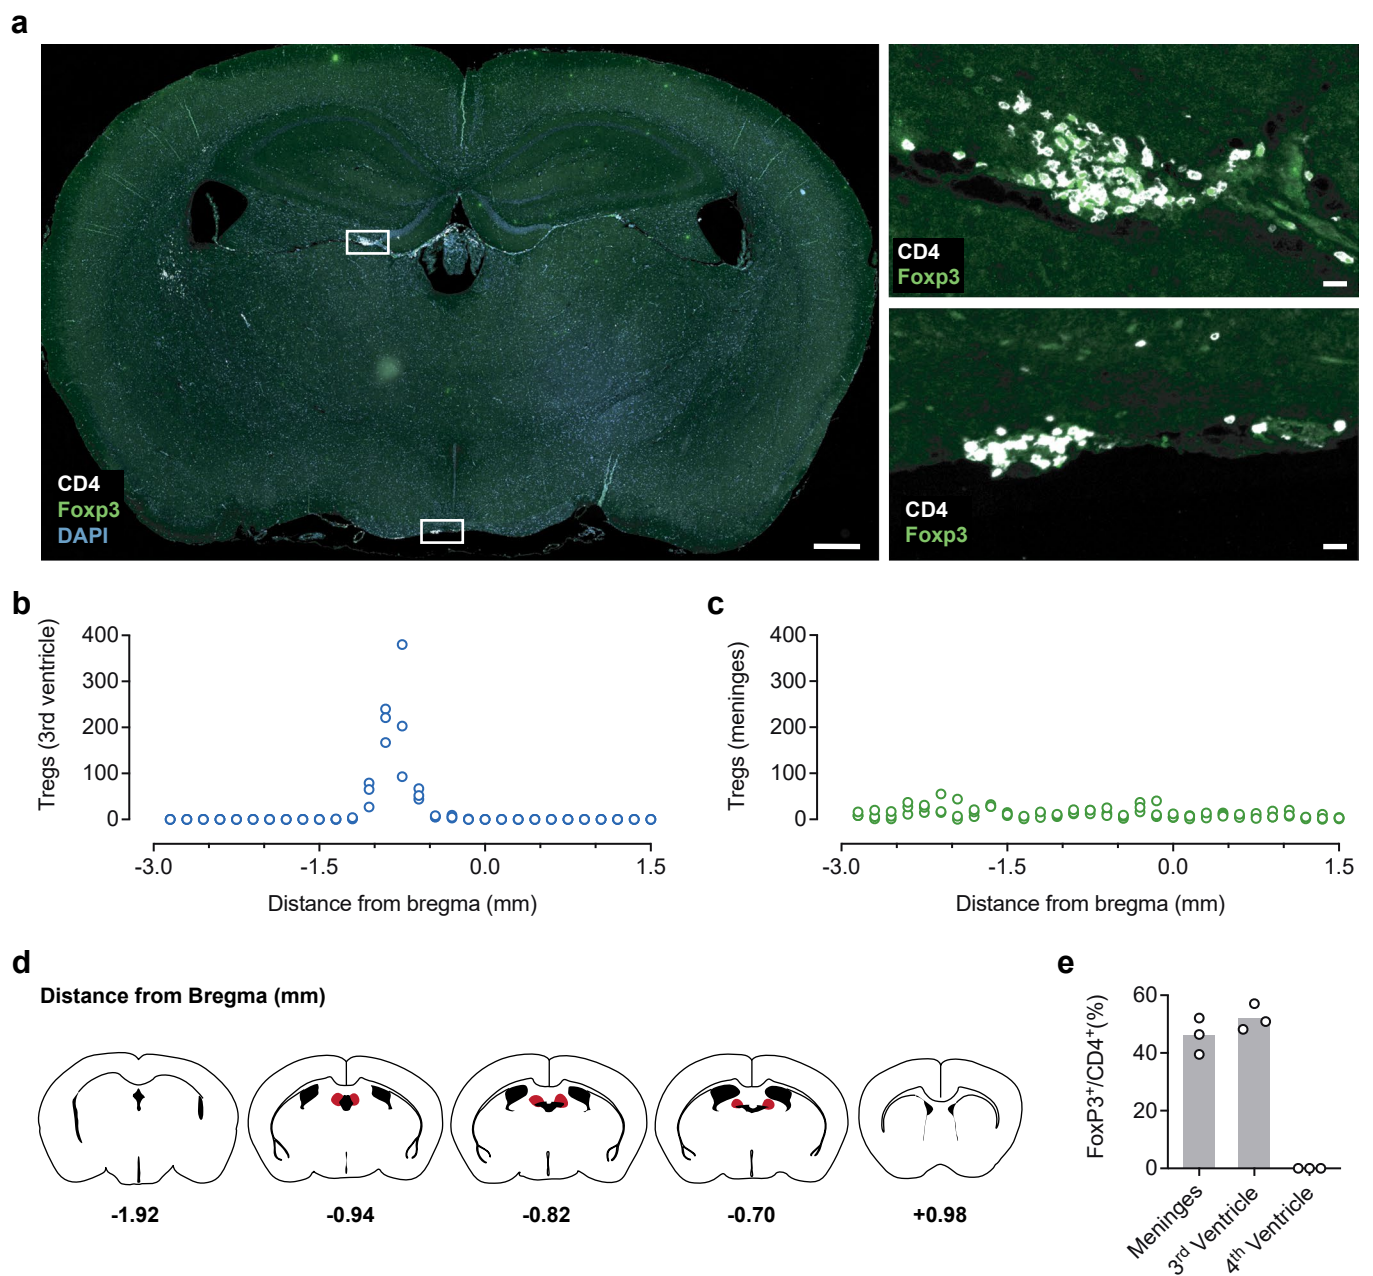 a
CD4
Foxp3
DAPI
CD4
Foxp3
CD4
Foxp3
b
Tregs (3rd ventricle)
400
300
200
100
0
-3.0 -1.5 0.0 1.5
Distance from bregma (mm)
c
Tregs (meninges)
400
300
200
100
0
-3.0 -1.5 0.0 1.5
Distance from bregma (mm)
d
Distance from Bregma (mm)
-1.92 -0.94 -0.82 -0.70 +0.98
e
FoxP3⁺/CD4⁺(%)
60
40
20
0
Meninges
3rd Ventricle
4th Ventricle